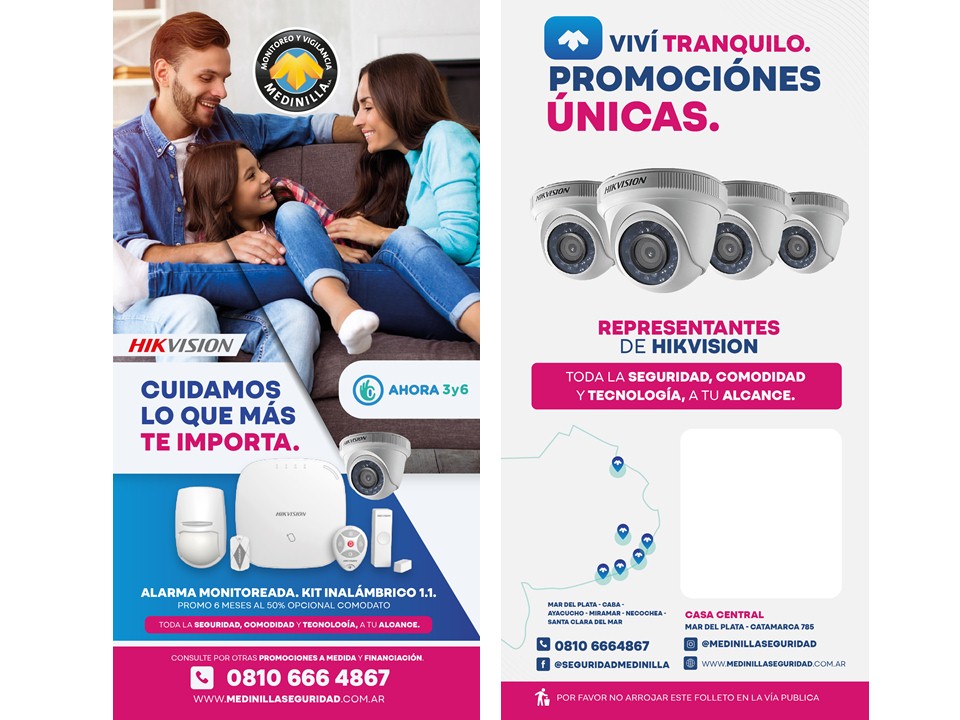 MONITOREO Y VIGILANCIA
MEDINILLA S.A.
HIKVISION
CUIDAMOS
LO QUE MÁS
TE IMPORTA.
AHORA 3y6
HIKVISION
HIKVISION
ALARMA MONITOREADA. KIT INALÁMBRICO 1.1.
PROMO 6 MESES AL 50% OPCIONAL COMODATO
TODA LA SEGURIDAD, COMODIDAD Y TECNOLOGÍA, A TU ALCANCE.
CONSULTE POR OTRAS PROMOCIONES A MEDIDA Y FINANCIACIÓN.
0810 666 4867
WWW.MEDINILLASEGURIDAD.COM.AR
VIVÍ TRANQUILO.
PROMOCIÓNES
ÚNICAS.
HIKVISION
HIKVISION
HIKVISION
HIKVISION
REPRESENTANTES
DE HIKVISION
TODA LA SEGURIDAD, COMODIDAD
Y TECNOLOGÍA, A TU ALCANCE.
MAR DEL PLATA - CABA -
AYACUCHO - MIRAMAR - NECOCHEA -
SANTA CLARA DEL MAR
0810 6664867
@SEGURIDADMEDINILLA
CASA CENTRAL
MAR DEL PLATA - CATAMARCA 785
@MEDINILLASEGURIDAD
WWW.MEDINILLASEGURIDAD.COM.AR
POR FAVOR NO ARROJAR ESTE FOLLETO EN LA VÍA PUBLICA